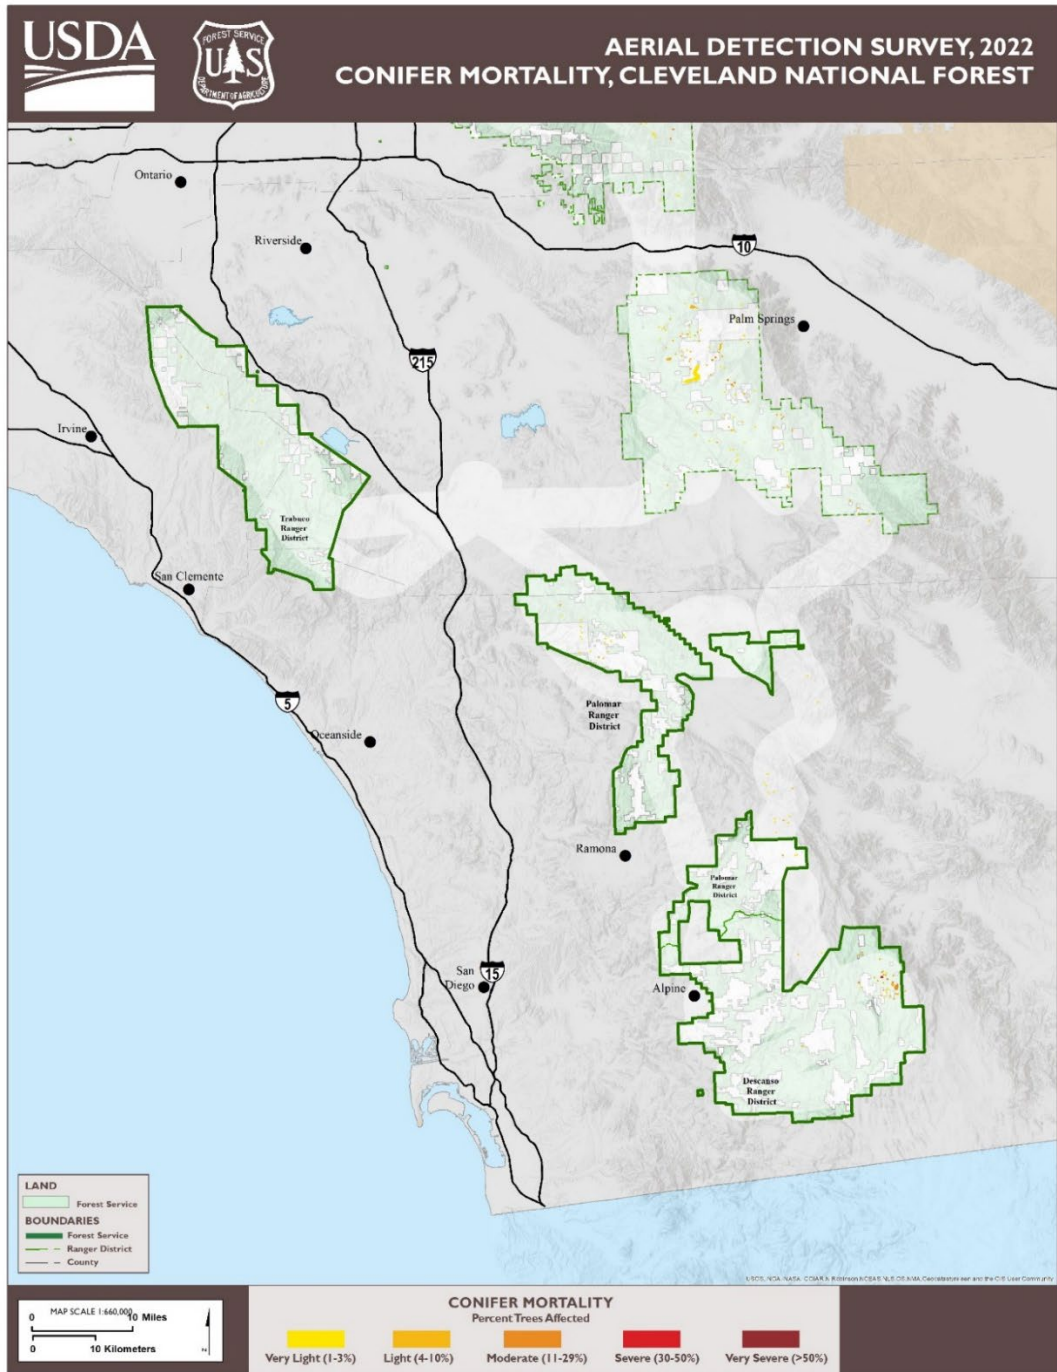 USDA
FOREST SERVICE
U S
DEPARTMENT OF AGRICULTURE
AERIAL DETECTION SURVEY, 2022
CONIFER MORTALITY, CLEVELAND NATIONAL FOREST
Ontario
Riverside
10
Palm Springs
215
Irvine
Trabuco
Ranger
District
San Clemente
5
Oceanside
Palomar
Ranger
District
Ramona
Palomar
Ranger
District
San
Diego
15
Alpine
Descanso
Ranger
District
LAND
Forest Service
BOUNDARIES
Forest Service
Ranger District
County
MAP SCALE 1:660,000
0 10 Miles
0 10 Kilometers
Z
CONIFER MORTALITY
Percent Trees Affected
Very Light (1-3%)
Light (4-10%)
Moderate (11-29%)
Severe (30-50%)
Very Severe (>50%)